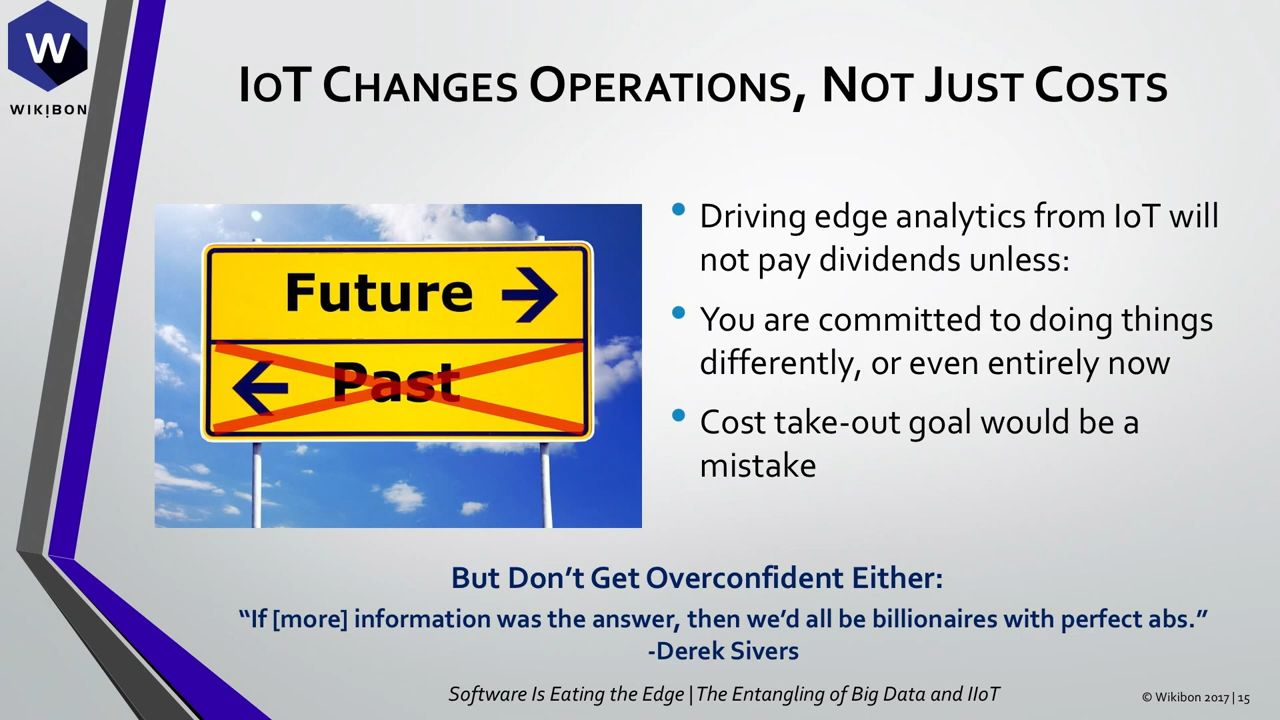 W
WIKIBON
IoT Changes Operations, Not Just Costs
Future →
← Past
• Driving edge analytics from IoT will
not pay dividends unless:
• You are committed to doing things
differently, or even entirely now
• Cost take-out goal would be a
mistake
But Don’t Get Overconfident Either:
“If [more] information was the answer, then we’d all be billionaires with perfect abs.”
-Derek Sivers
Software Is Eating the Edge | The Entangling of Big Data and IIoT
© Wikibon 2017 | 15